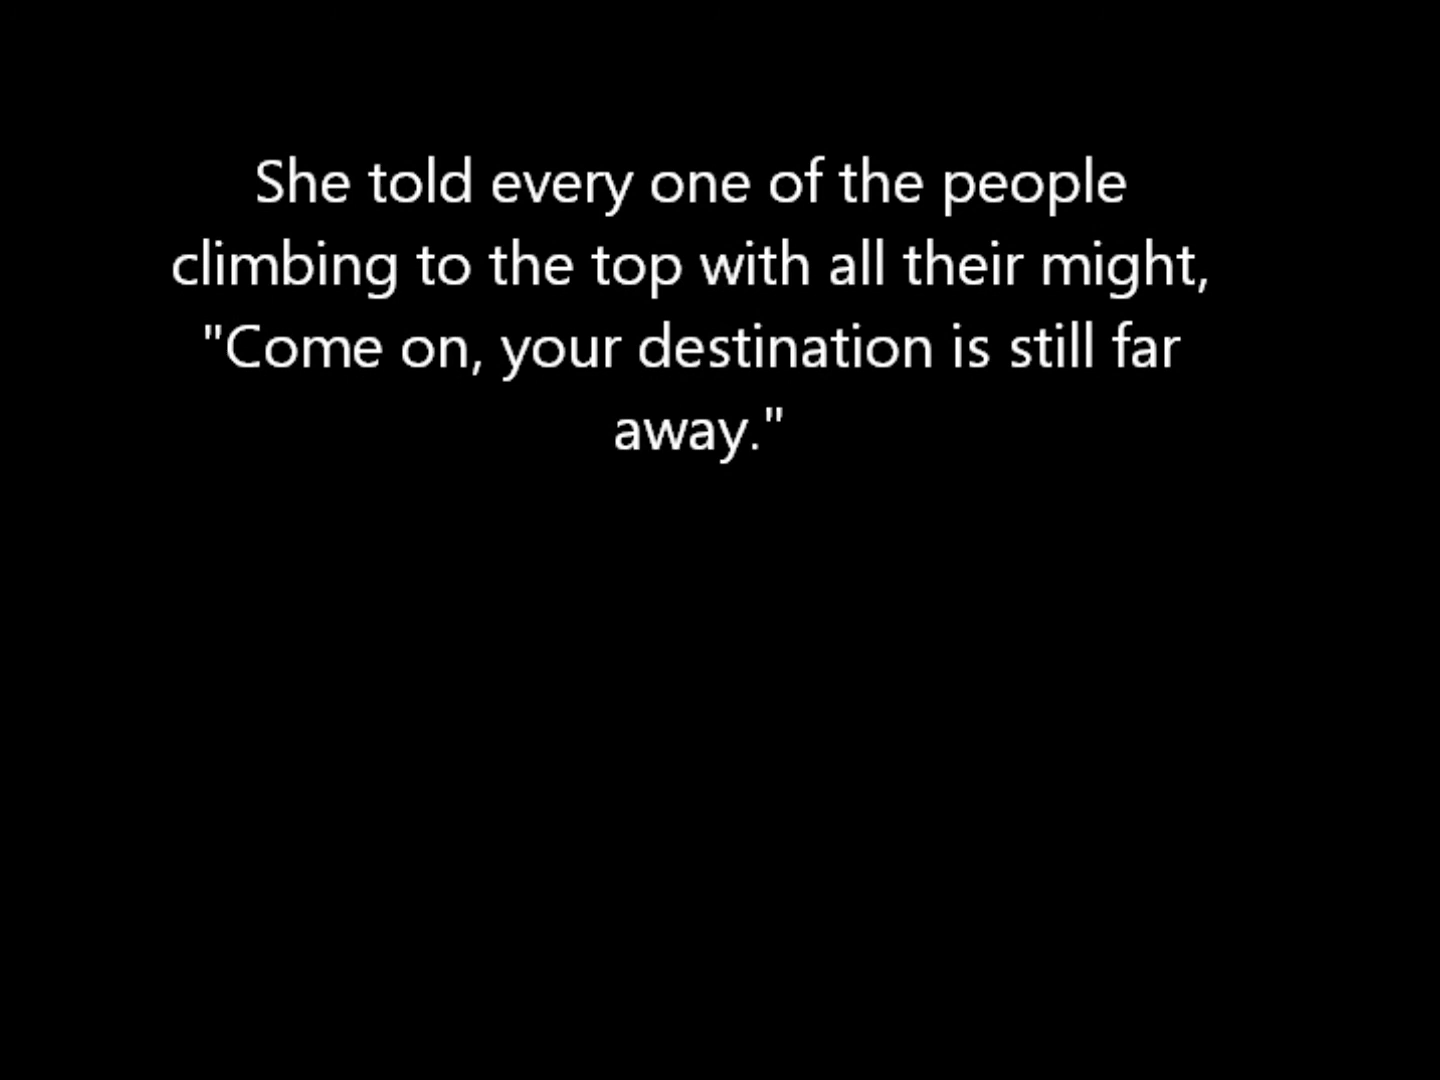 She told every one of the people
climbing to the top with all their might,
"Come on, your destination is still far
away."